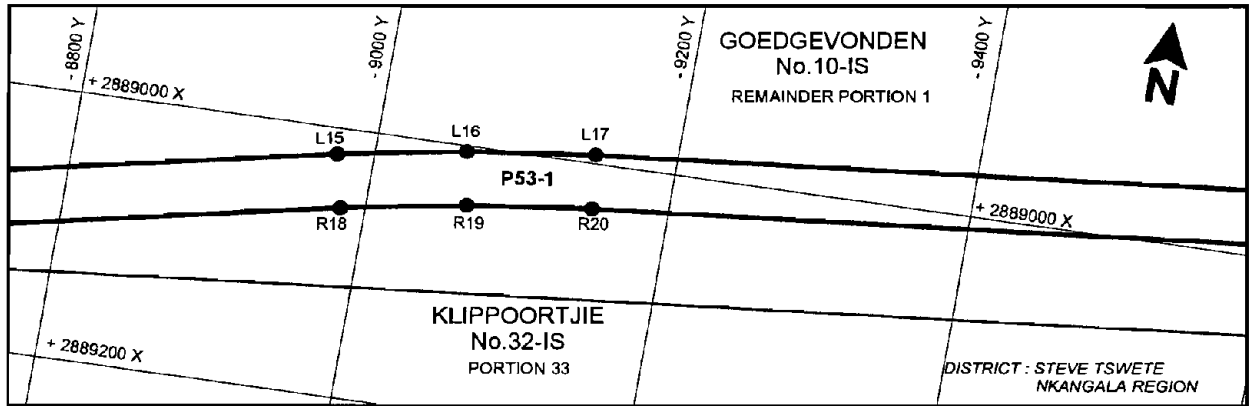 - 8800 Y
- 9000 Y
- 9200 Y
- 9400 Y
GOEDGEVONDEN
No.10-IS
REMAINDER PORTION 1
N
+ 2889000 X
L15
L16
L17
P53-1
R18
R19
R20
+ 2889000 X
KLIPPOORTJIE
No.32-IS
PORTION 33
+ 2889200 X
DISTRICT : STEVE TSWETE
NKANGALA REGION